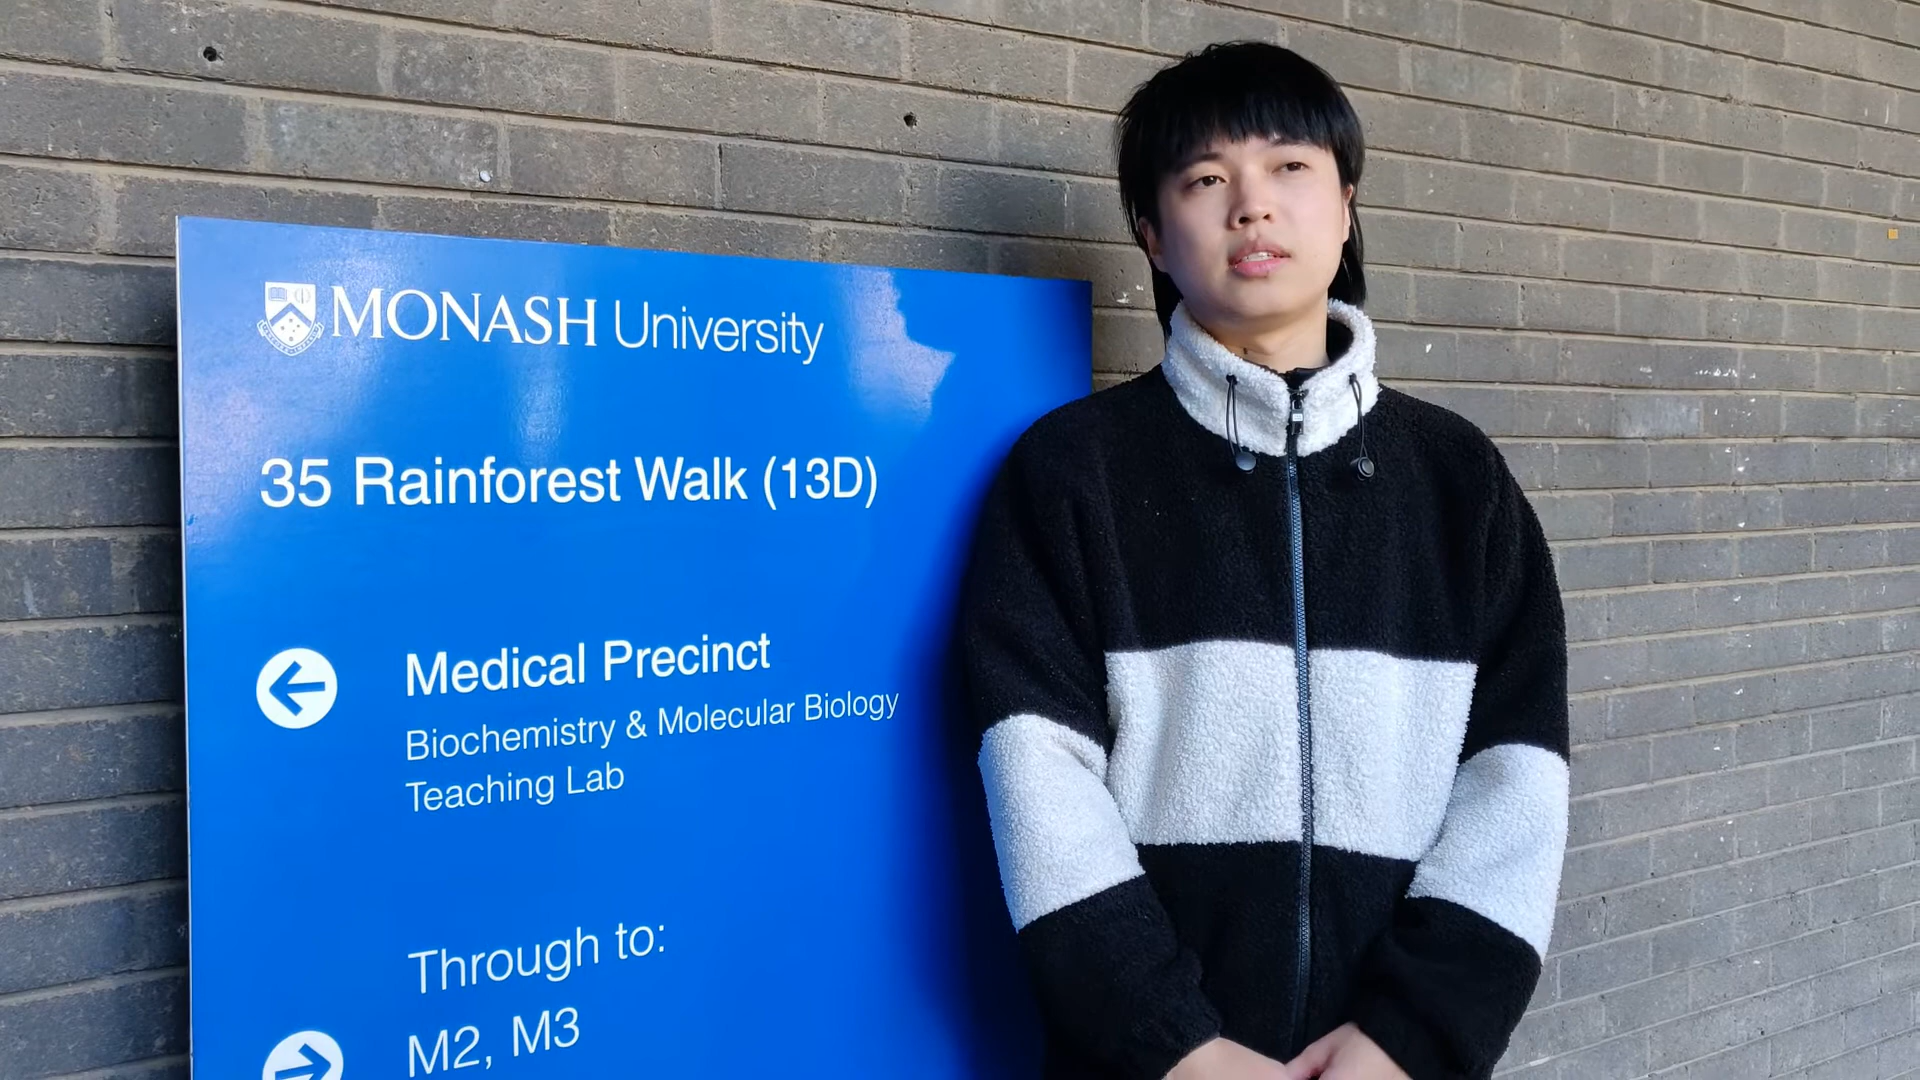 MONASH University
35 Rainforest Walk (13D)
Medical Precinct
Biochemistry & Molecular Biology
Teaching Lab
Through to:
M2, M3